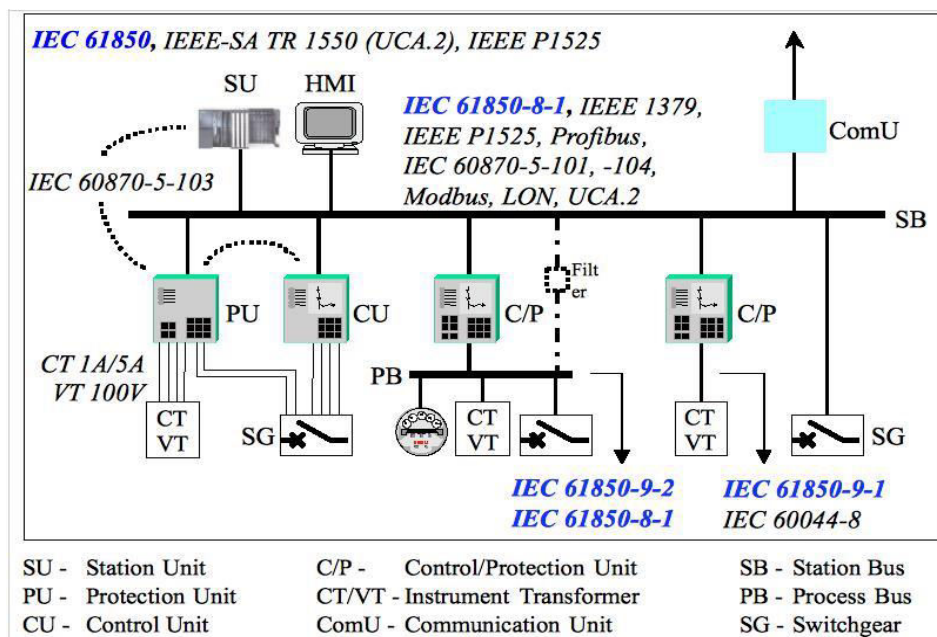 IEC 61850, IEEE-SA TR 1550 (UCA.2), IEEE P1525
SU
HMI
IEC 61850-8-1, IEEE 1379,
IEEE P1525, Profibus,
IEC 60870-5-101, -104,
Modbus, LON, UCA.2
ComU
IEC 60870-5-103
SB
Filt
er
PU
CU
C/P
C/P
CT 1A/5A
VT 100V
PB
CT
VT
SG
CT
VT
CT
VT
SG
IEC 61850-9-2
IEC 61850-8-1
IEC 61850-9-1
IEC 60044-8
SU - Station Unit
C/P - Control/Protection Unit
SB - Station Bus
PU - Protection Unit
CT/VT - Instrument Transformer
PB - Process Bus
CU - Control Unit
ComU - Communication Unit
SG - Switchgear